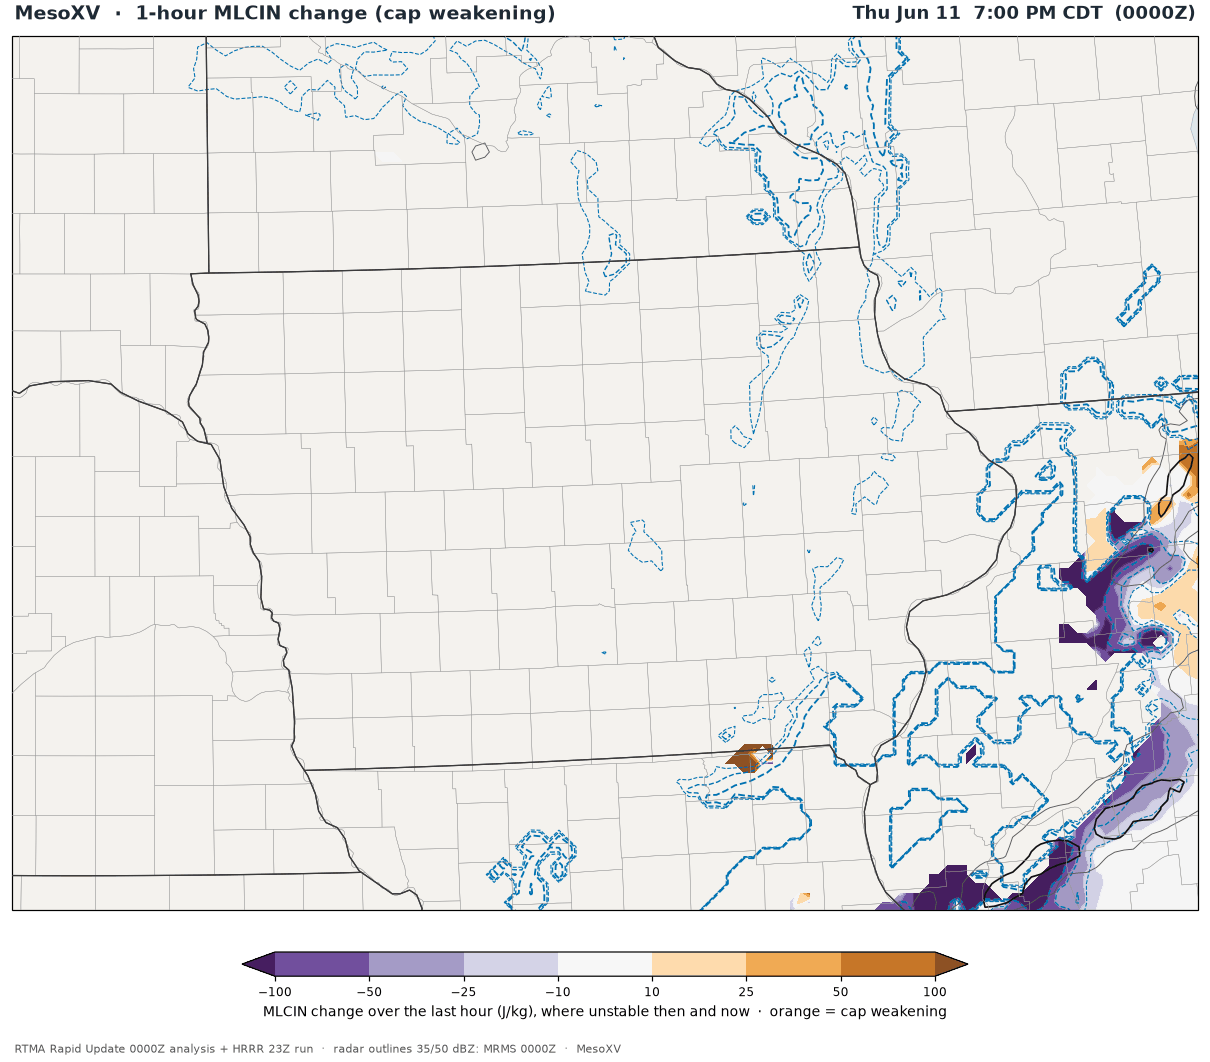 MesoXV · 1-hour MLCIN change (cap weakening)
Thu Jun 11 7:00 PM CDT (0000Z)
−100 −50 −25 −10 10 25 50 100
MLCIN change over the last hour (J/kg), where unstable then and now · orange = cap weakening
RTMA Rapid Update 0000Z analysis + HRRR 23Z run · radar outlines 35/50 dBZ: MRMS 0000Z · MesoXV